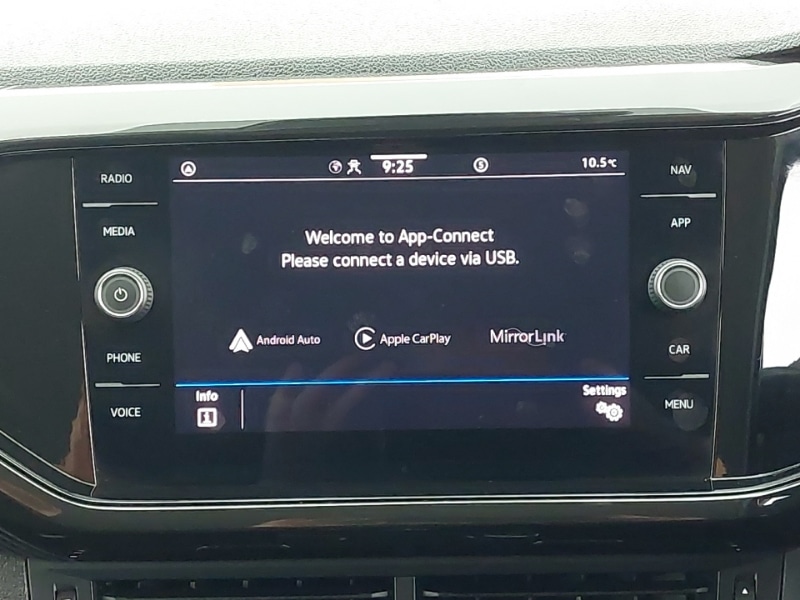 RADIO
MEDIA
PHONE
VOICE
9:25
S
10.5°C
Welcome to App-Connect
Please connect a device via USB.
Android Auto
Apple CarPlay
MirrorLink
Info
Settings
NAV
APP
CAR
MENU